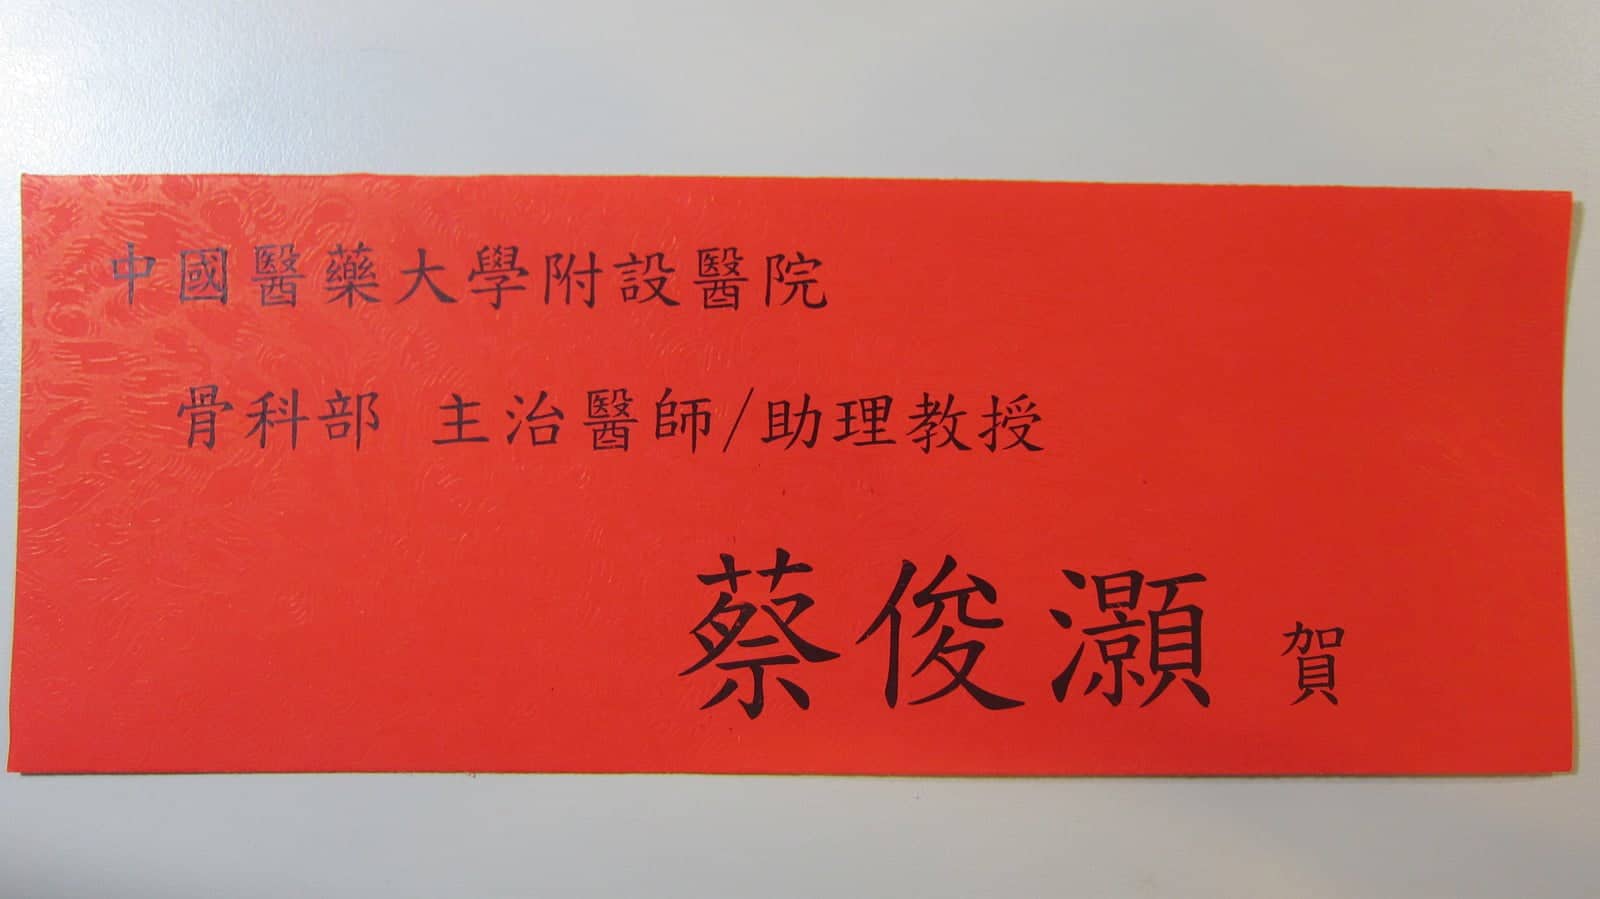 中國醫藥大學附設醫院
骨科部 主治醫師/助理教授
蔡俊灝 賀